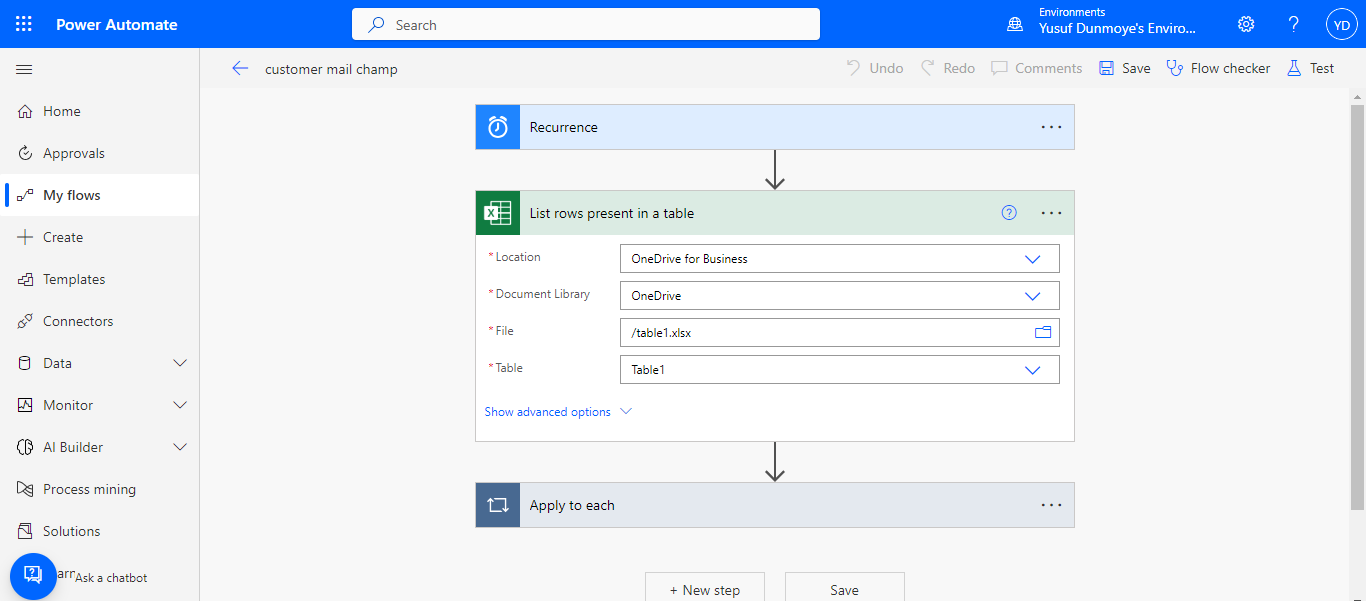 Power Automate
Search
Environments
Yusuf Dunmoye's Enviro...
YD
customer mail champ
Undo
Redo
Comments
Save
Flow checker
Test
Home
Approvals
My flows
Create
Templates
Connectors
Data
Monitor
AI Builder
Process mining
Solutions
Ask a chatbot
Recurrence
List rows present in a table
* Location
OneDrive for Business
* Document Library
OneDrive
* File
/table1.xlsx
* Table
Table1
Show advanced options
Apply to each
+ New step
Save